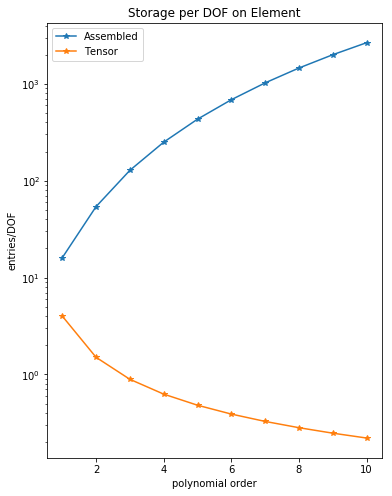 Storage per DOF on Element
Assembled
Tensor
entries/DOF
10³
10²
10¹
10⁰
2
4
6
8
10
polynomial order